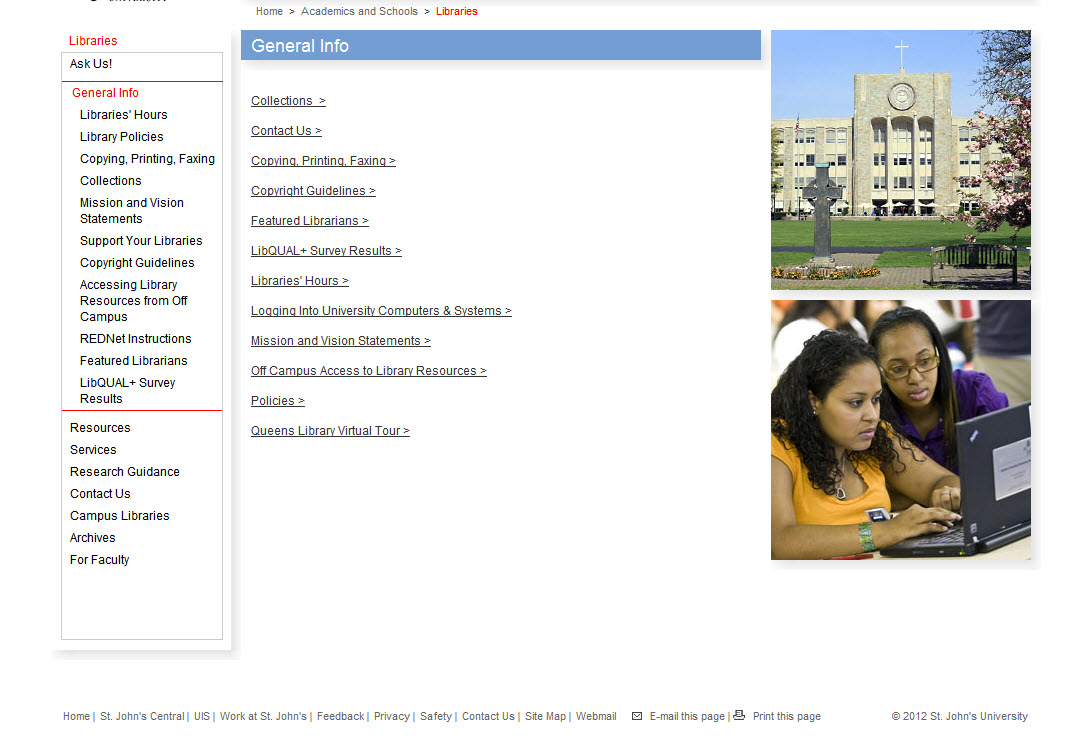 Home > Academics and Schools > Libraries
Libraries
Ask Us!
General Info
Libraries' Hours
Library Policies
Copying, Printing, Faxing
Collections
Mission and Vision
Statements
Support Your Libraries
Copyright Guidelines
Accessing Library
Resources from Off
Campus
REDNet Instructions
Featured Librarians
LibQUAL+ Survey
Results
Resources
Services
Research Guidance
Contact Us
Campus Libraries
Archives
For Faculty
General Info
Collections >
Contact Us >
Copying, Printing, Faxing >
Copyright Guidelines >
Featured Librarians >
LibQUAL+ Survey Results >
Libraries' Hours >
Logging Into University Computers & Systems >
Mission and Vision Statements >
Off Campus Access to Library Resources >
Policies >
Queens Library Virtual Tour >
Home | St. John's Central | UIS | Work at St. John's | Feedback | Privacy | Safety | Contact Us | Site Map | Webmail E-mail this page | Print this page © 2012 St. John's University